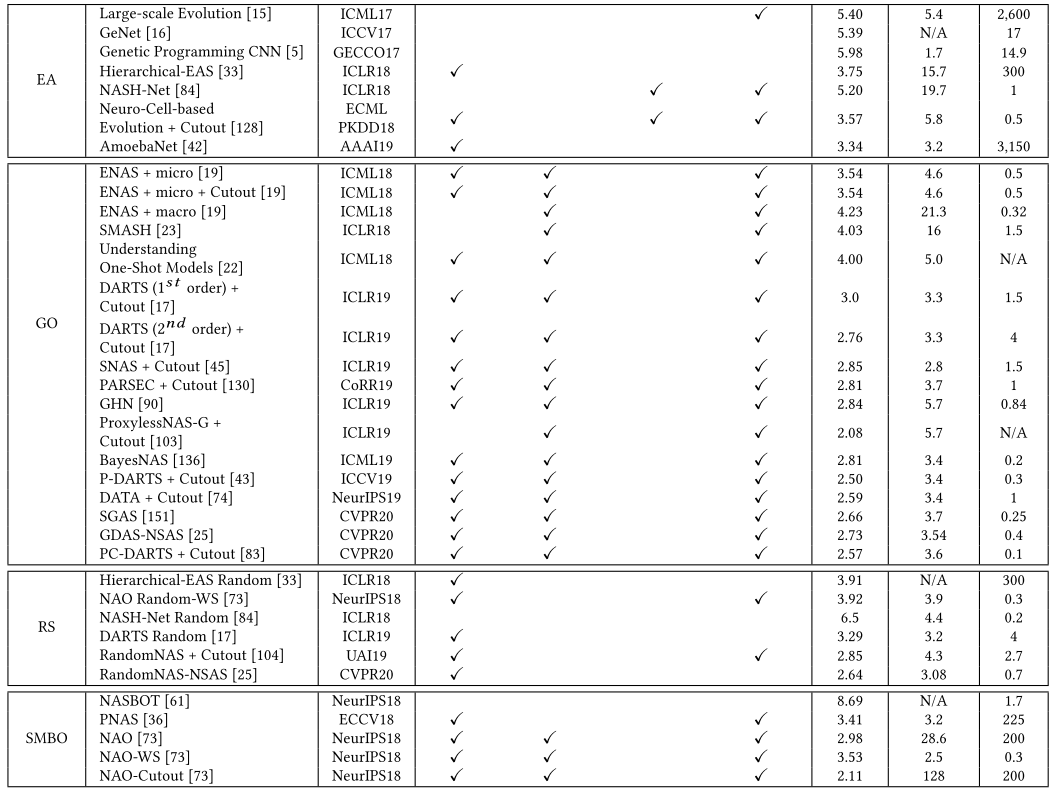 Large-scale Evolution [15] ICML17 ✓ 5.40 5.4 2,600
GeNet [16] ICCV17 5.39 N/A 17
Genetic Programming CNN [5] GECCO17 5.98 1.7 14.9
Hierarchical-EAS [33] ICLR18 ✓ 3.75 15.7 300
EA
NASH-Net [84] ICLR18 ✓ ✓ 5.20 19.7 1
Neuro-Cell-based ECML
✓ ✓ ✓ 3.57 5.8 0.5
Evolution + Cutout [128] PKDD18
AmoebaNet [42] AAAI19 ✓ 3.34 3.2 3,150
ENAS + micro [19] ICML18 ✓ ✓ ✓ 3.54 4.6 0.5
ENAS + micro + Cutout [19] ICML18 ✓ ✓ ✓ 3.54 4.6 0.5
ENAS + macro [19] ICML18 ✓ ✓ 4.23 21.3 0.32
SMASH [23] ICLR18 ✓ ✓ 4.03 16 1.5
Understanding
ICML18 ✓ ✓ ✓ 4.00 5.0 N/A
One-Shot Models [22]
DARTS (1st order) +
ICLR19 ✓ ✓ ✓ 3.0 3.3 1.5
Cutout [17]
GO
DARTS (2nd order) +
ICLR19 ✓ ✓ ✓ 2.76 3.3 4
Cutout [17]
SNAS + Cutout [45] ICLR19 ✓ ✓ ✓ 2.85 2.8 1.5
PARSEC + Cutout [130] CoRR19 ✓ ✓ ✓ 2.81 3.7 1
GHN [90] ICLR19 ✓ ✓ ✓ 2.84 5.7 0.84
ProxylessNAS-G +
ICLR19 ✓ ✓ 2.08 5.7 N/A
Cutout [103]
BayesNAS [136] ICML19 ✓ ✓ ✓ 2.81 3.4 0.2
P-DARTS + Cutout [43] ICCV19 ✓ ✓ ✓ 2.50 3.4 0.3
DATA + Cutout [74] NeurIPS19 ✓ ✓ ✓ 2.59 3.4 1
SGAS [151] CVPR20 ✓ ✓ ✓ 2.66 3.7 0.25
GDAS-NSAS [25] CVPR20 ✓ ✓ ✓ 2.73 3.54 0.4
PC-DARTS + Cutout [83] CVPR20 ✓ ✓ ✓ 2.57 3.6 0.1
Hierarchical-EAS Random [33] ICLR18 ✓ 3.91 N/A 300
NAO Random-WS [73] NeurIPS18 ✓ ✓ 3.92 3.9 0.3
NASH-Net Random [84] ICLR18 6.5 4.4 0.2
RS
DARTS Random [17] ICLR19 ✓ 3.29 3.2 4
RandomNAS + Cutout [104] UAI19 ✓ ✓ 2.85 4.3 2.7
RandomNAS-NSAS [25] CVPR20 ✓ 2.64 3.08 0.7
NASBOT [61] NeurIPS18 8.69 N/A 1.7
PNAS [36] ECCV18 ✓ ✓ 3.41 3.2 225
SMBO NAO [73] NeurIPS18 ✓ ✓ ✓ 2.98 28.6 200
NAO-WS [73] NeurIPS18 ✓ ✓ ✓ 3.53 2.5 0.3
NAO-Cutout [73] NeurIPS18 ✓ ✓ ✓ 2.11 128 200